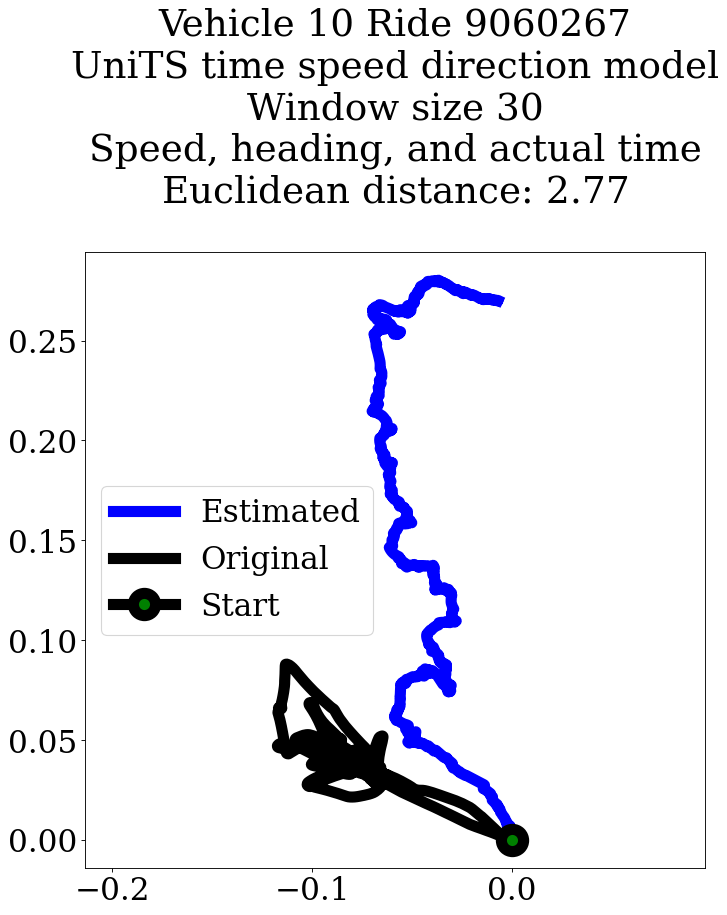 Vehicle 10 Ride 9060267
UniTS time speed direction model
Window size 30
Speed, heading, and actual time
Euclidean distance: 2.77
0.25
0.20
0.15
0.10
0.05
0.00
Estimated
Original
Start
−0.2
−0.1
0.0